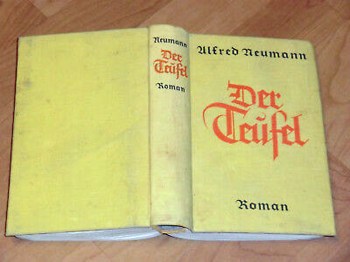 Neumann
Der
Teufel
Roman
Alfred Neumann
Der
Teufel
Roman